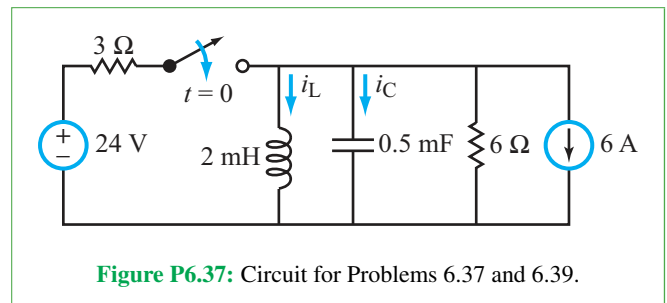 3 Ω
t = 0
iL
iC
+
−
24 V
2 mH
0.5 mF
6 Ω
6 A
Figure P6.37: Circuit for Problems 6.37 and 6.39.